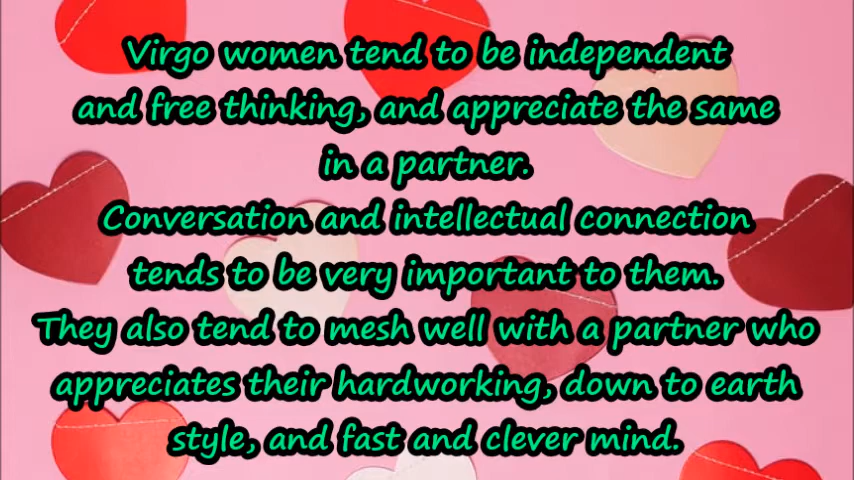 Virgo women tend to be independent
and free thinking, and appreciate the same
in a partner.
Conversation and intellectual connection
tends to be very important to them.
They also tend to mesh well with a partner who
appreciates their hardworking, down to earth
style, and fast and clever mind.